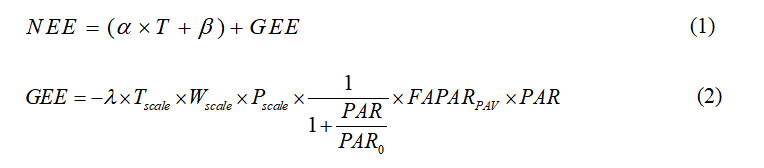 NEE = (α × T + β) + GEE (1)
GEE = −λ × T_scale × W_scale × P_scale × 1 / (1 + PAR / PAR_0) × FAPAR_PAV × PAR (2)